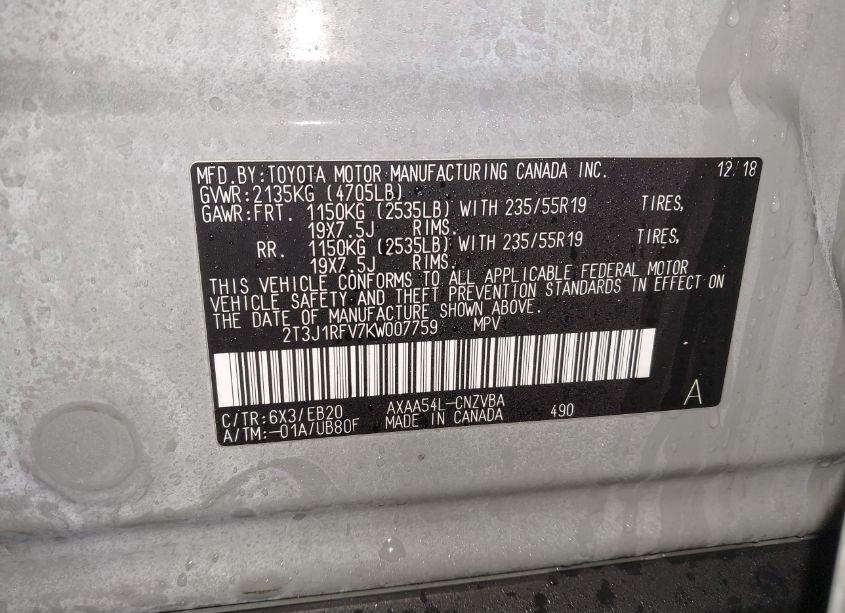 MFD.BY:TOYOTA MOTOR MANUFACTURING CANADA INC. 12/18
GVWR:2135KG (4705LB)
GAWR:FRT. 1150KG (2535LB) WITH 235/55R19 TIRES,
19X7.5J RIMS.
RR. 1150KG (2535LB) WITH 235/55R19 TIRES,
19X7.5J RIMS.
THIS VEHICLE CONFORMS TO ALL APPLICABLE FEDERAL MOTOR
VEHICLE SAFETY AND THEFT PREVENTION STANDARDS IN EFFECT ON
THE DATE OF MANUFACTURE SHOWN ABOVE.
2T3J1RFV7KW007759 MPV
A
C/TR:6X3/EB20 AXAA54L-CNZVBA 490
A/TM:-01A/UB80F MADE IN CANADA